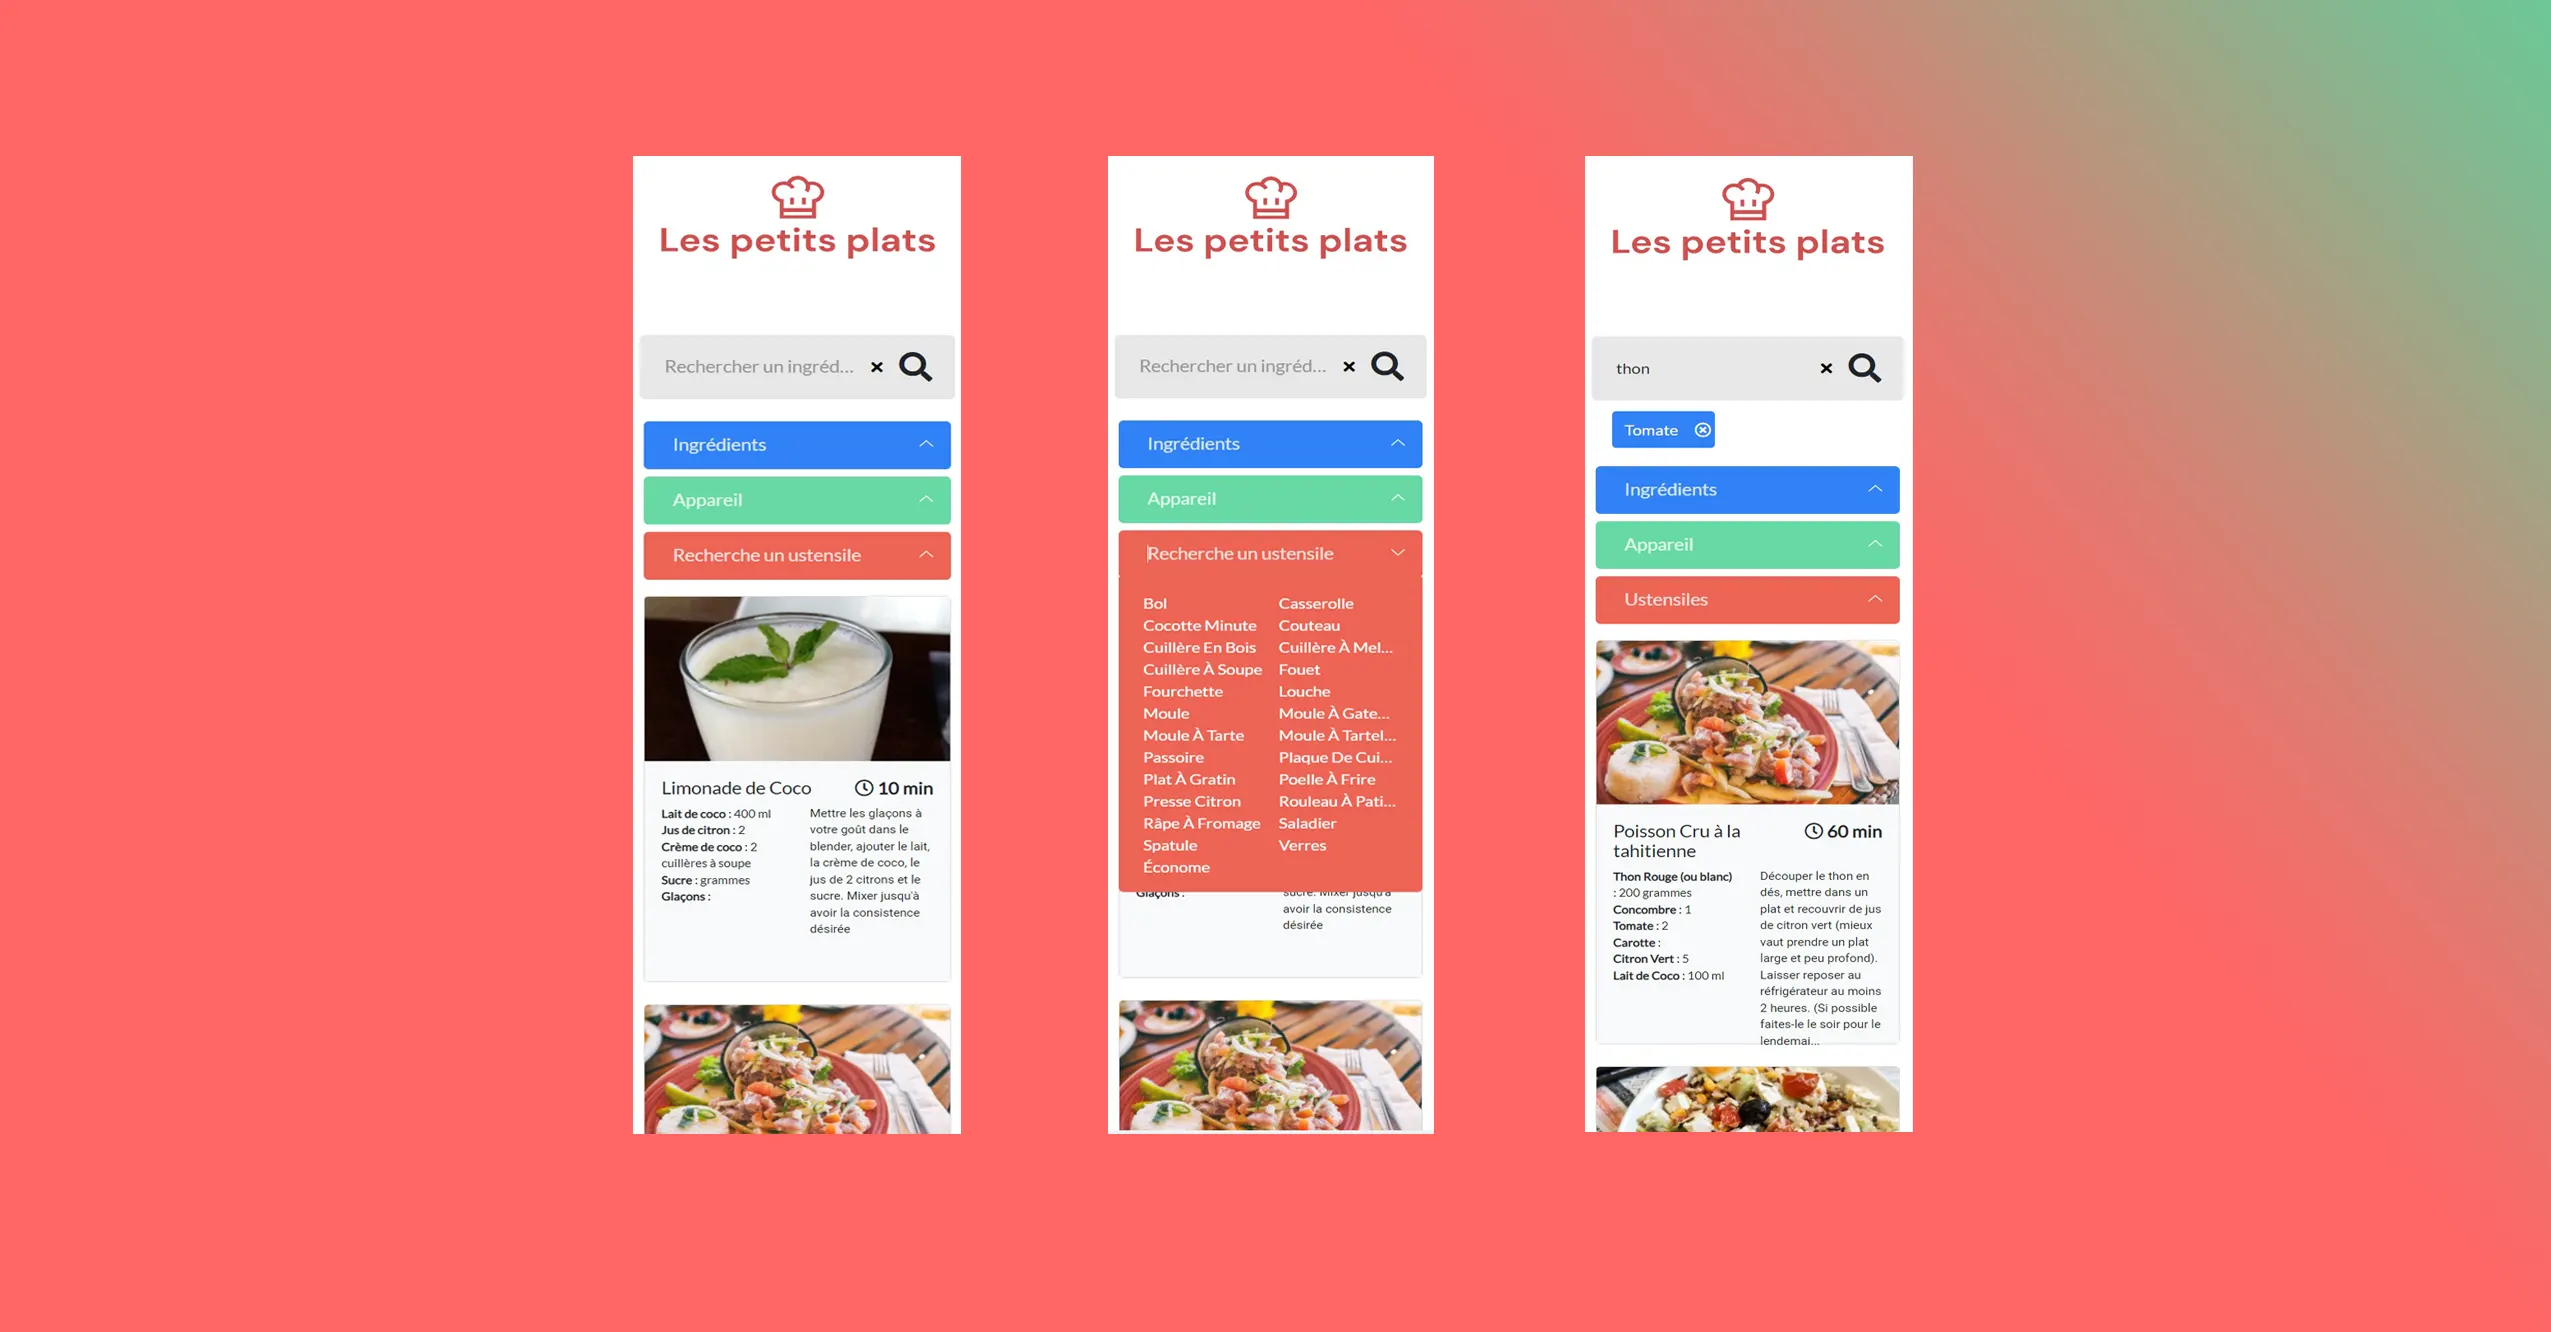 Les petits plats
Rechercher un ingréd...
Ingrédients
Appareil
Recherche un ustensile
Limonade de Coco
10 min
Lait de coco : 400 ml
Jus de citron : 2
Crème de coco : 2
cuillères à soupe
Sucre : grammes
Glaçons :
Mettre les glaçons à
votre goût dans le
blender, ajouter le lait,
la crème de coco, le
jus de 2 citrons et le
sucre. Mixer jusqu'à
avoir la consistence
désirée
Les petits plats
Rechercher un ingréd...
Ingrédients
Appareil
Recherche un ustensile
Bol
Casserolle
Cocotte Minute
Couteau
Cuillère En Bois
Cuillère À Mel...
Cuillère À Soupe
Fouet
Fourchette
Louche
Moule
Moule À Gate...
Moule À Tarte
Moule À Tartel...
Passoire
Plaque De Cui...
Plat À Gratin
Poelle À Frire
Presse Citron
Rouleau À Pati...
Râpe À Fromage
Saladier
Spatule
Verres
Économe
Glaçons :
sucre. Mixer jusqu'à
avoir la consistence
désirée
Les petits plats
thon
Tomate
Ingrédients
Appareil
Ustensiles
Poisson Cru à la
tahitienne
60 min
Thon Rouge (ou blanc)
: 200 grammes
Concombre : 1
Tomate : 2
Carotte :
Citron Vert : 5
Lait de Coco : 100 ml
Découper le thon en
dés, mettre dans un
plat et recouvrir de jus
de citron vert (mieux
vaut prendre un plat
large et peu profond).
Laisser reposer au
réfrigérateur au moins
2 heures. (Si possible
faites-le le soir pour le
lendemai...